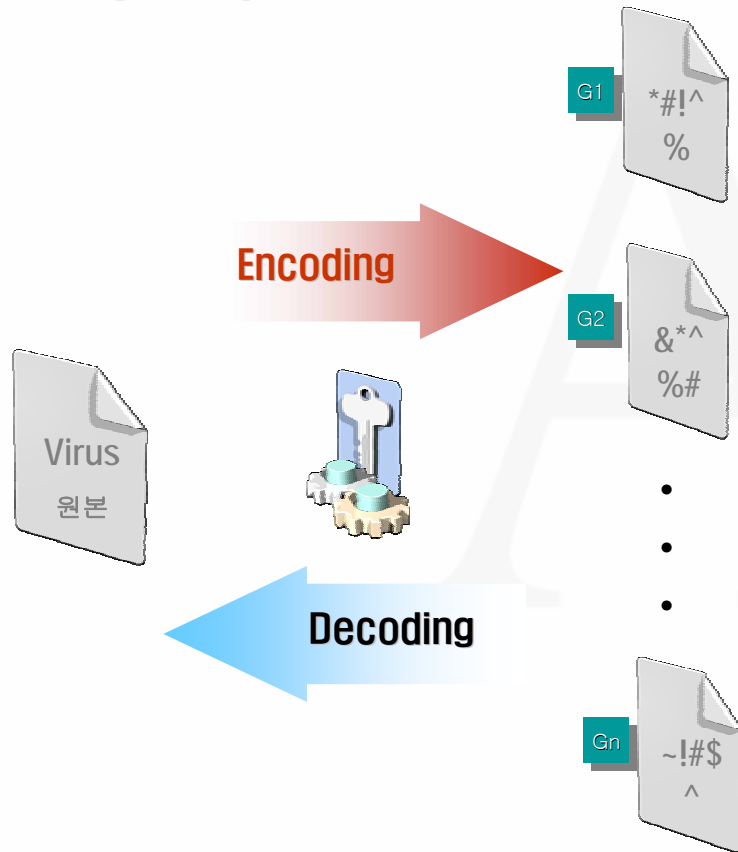 G1
*#!^
%
Encoding
G2
&*^
%#
Virus
원본
•
•
•
Decoding
Gn
~!#$
^